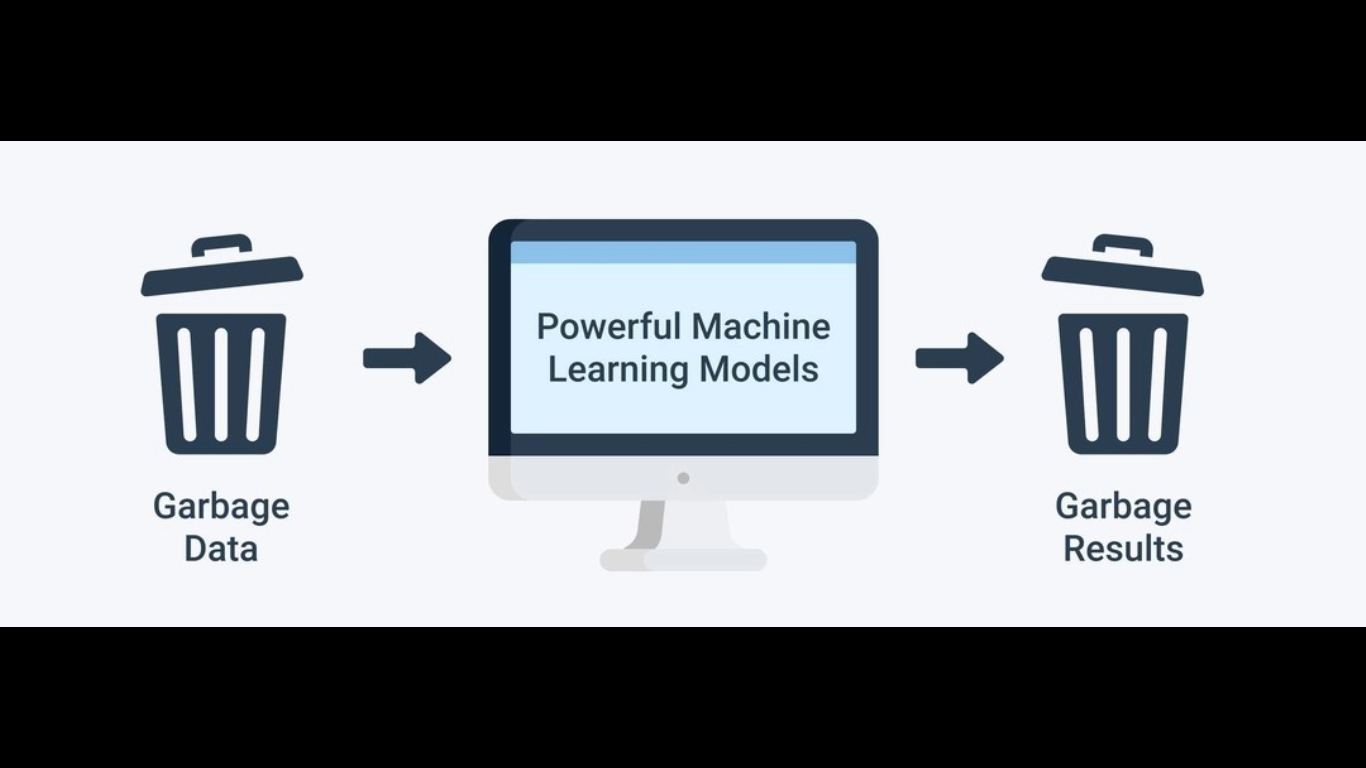 Garbage
Data
Powerful Machine
Learning Models
Garbage
Results